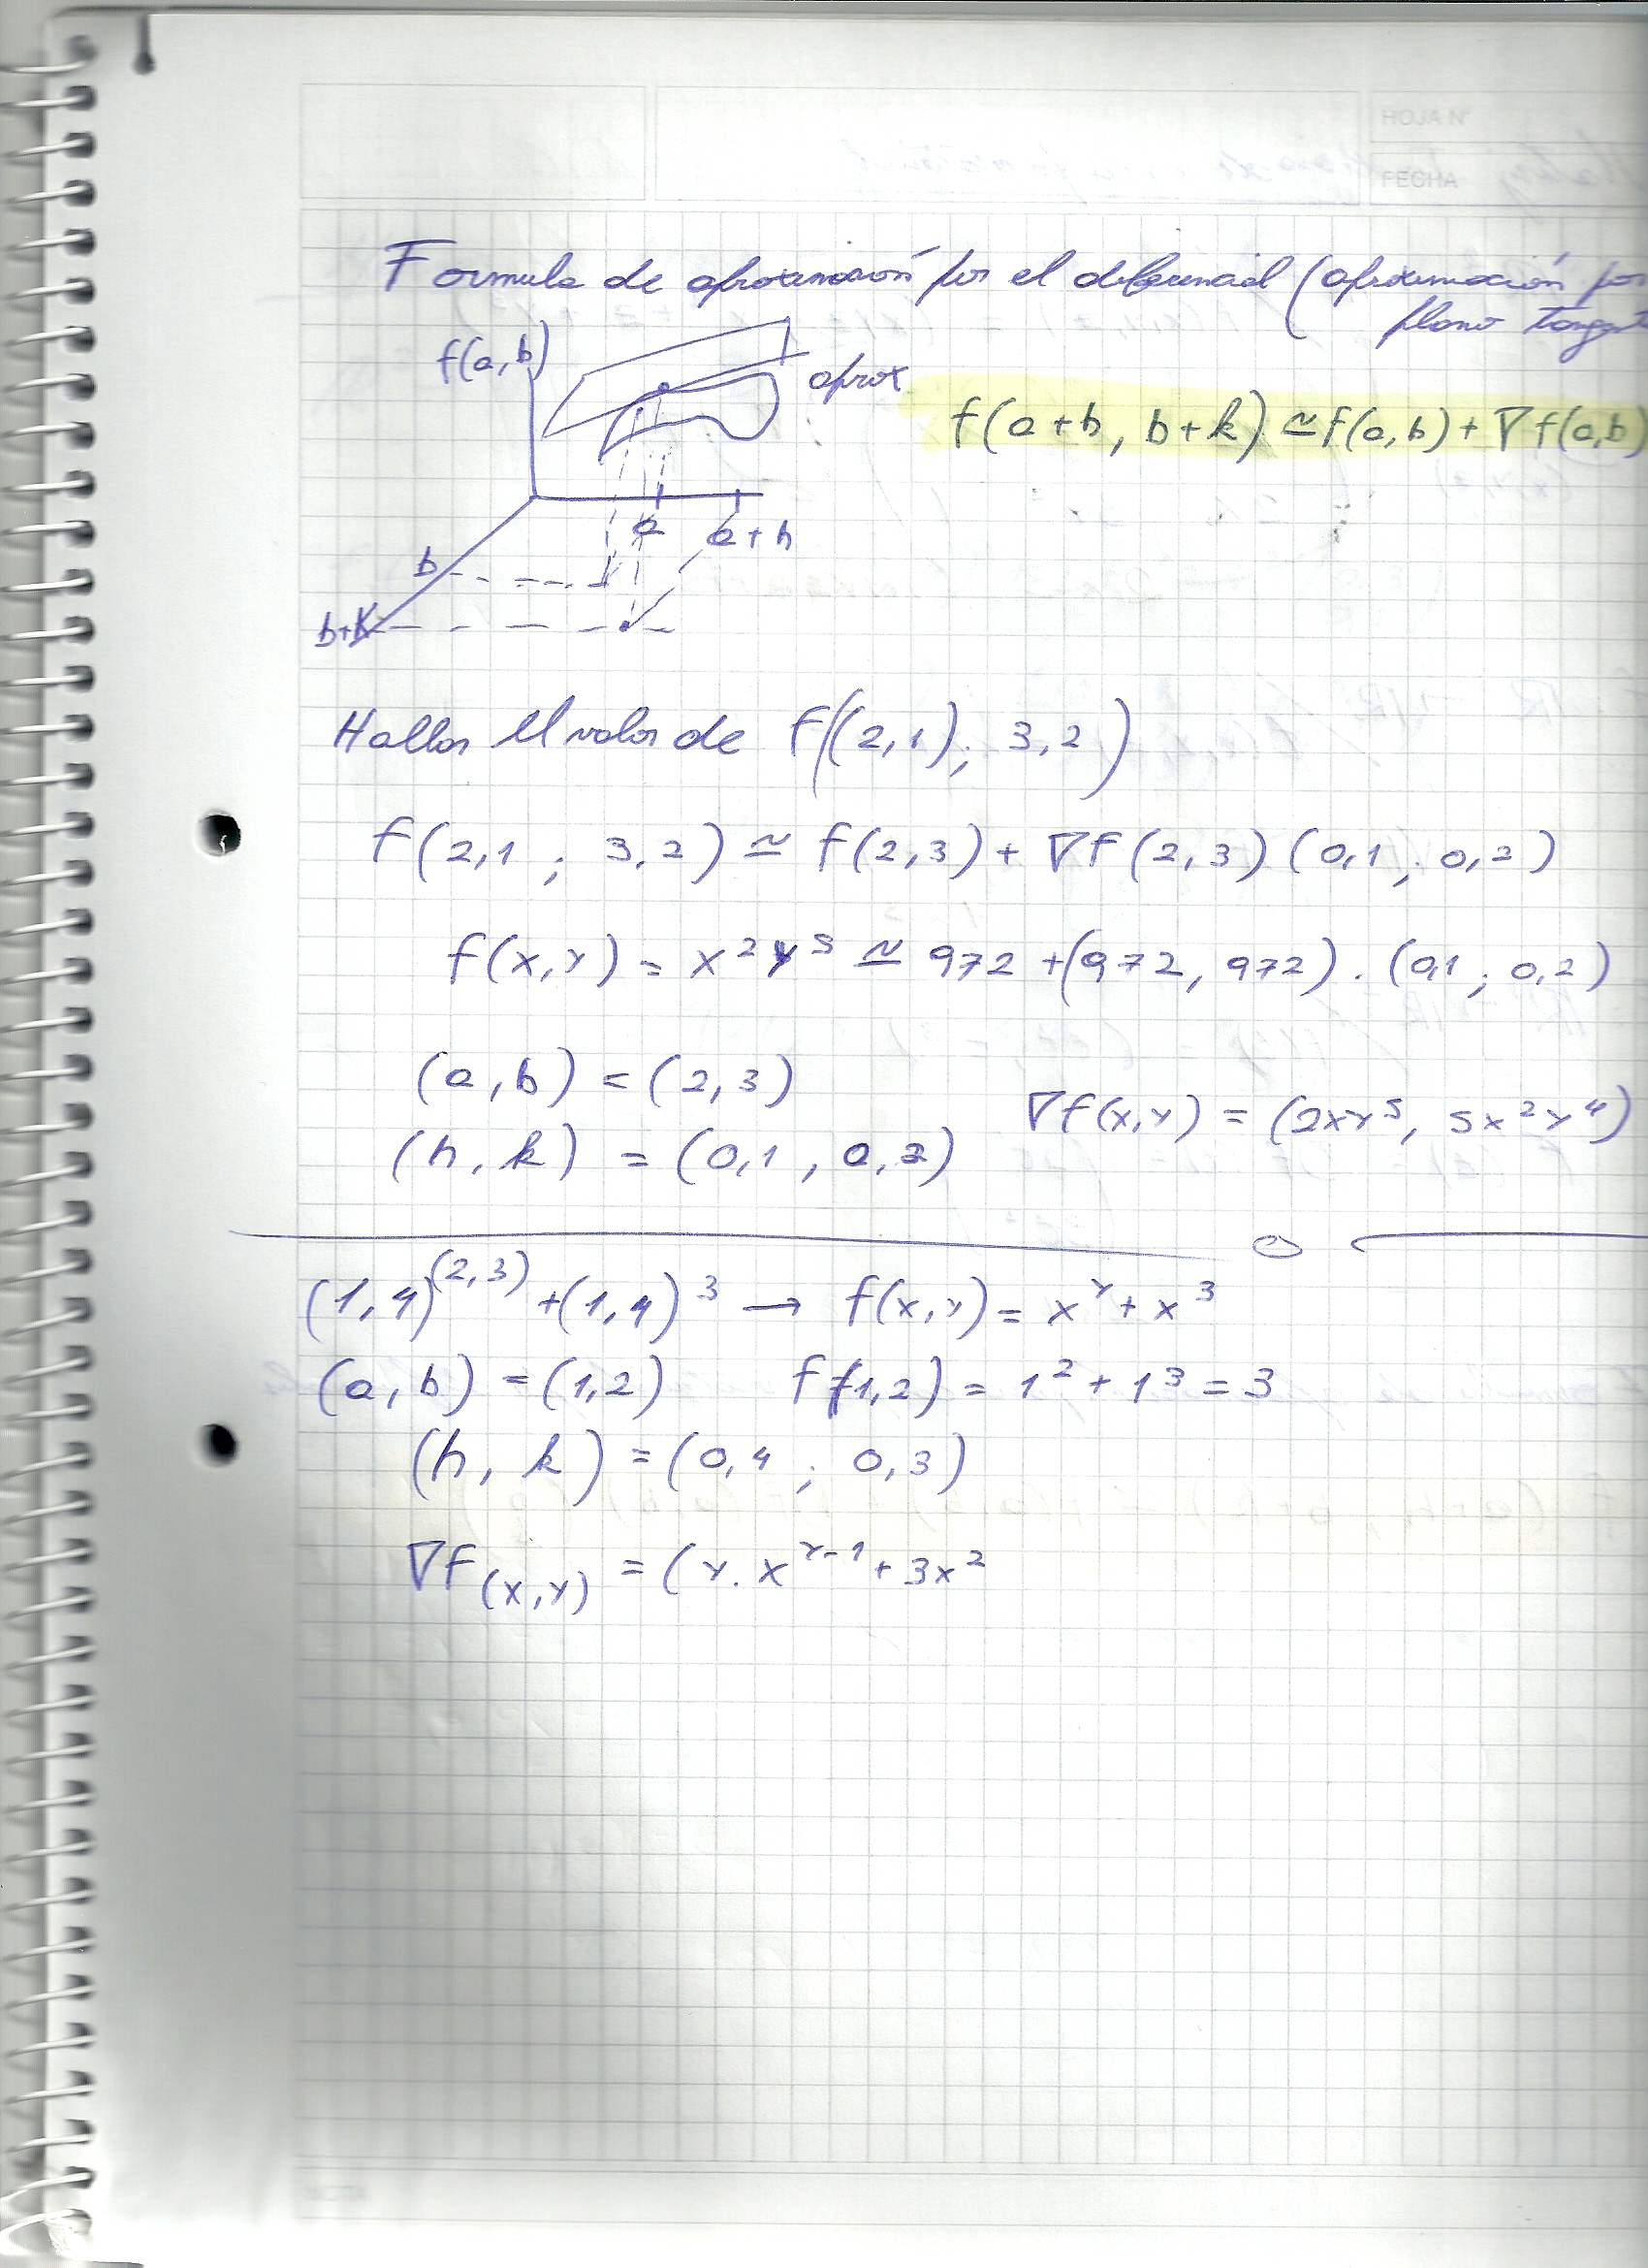 HOJA N°
FECHA
Formula de aproximación por el diferencial (aproximación por
plano tangente
f(a,b)
aprox
f(a+h, b+k) ≃ f(a,b) + ∇f(a,b)
a
a+h
b
b+k
Hallar el valor de f((2,1); 3,2)
f(2,1 ; 3,2) ≃ f(2,3) + ∇f(2,3) (0,1 ; 0,2)
f(x,y) = x²y⁵ ≃ 972 + (972, 972) . (0,1 ; 0,2)
(a,b) = (2,3)
(h, k) = (0,1 , 0,2)
∇f(x,y) = (2xy⁵, 5x²y⁴)
(1,4)^(2,3) + (1,4)³ → f(x,y) = x^y + x³
(a,b) = (1,2) f(1,2) = 1² + 1³ = 3
(h, k) = (0,4 ; 0,3)
∇f(x,y) = (y . x^(y-1) + 3x²
NOTA